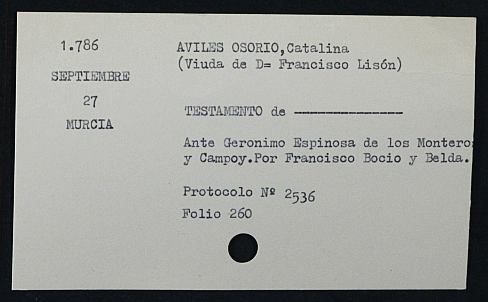 1.786
SEPTIEMBRE
27
MURCIA
AVILES OSORIO,Catalina
(Viuda de D= Francisco Lisón)
TESTAMENTO de ---------------
Ante Geronimo Espinosa de los Monteros
y Campoy.Por Francisco Bocio y Belda.
Protocolo Nº 2536
Folio 260